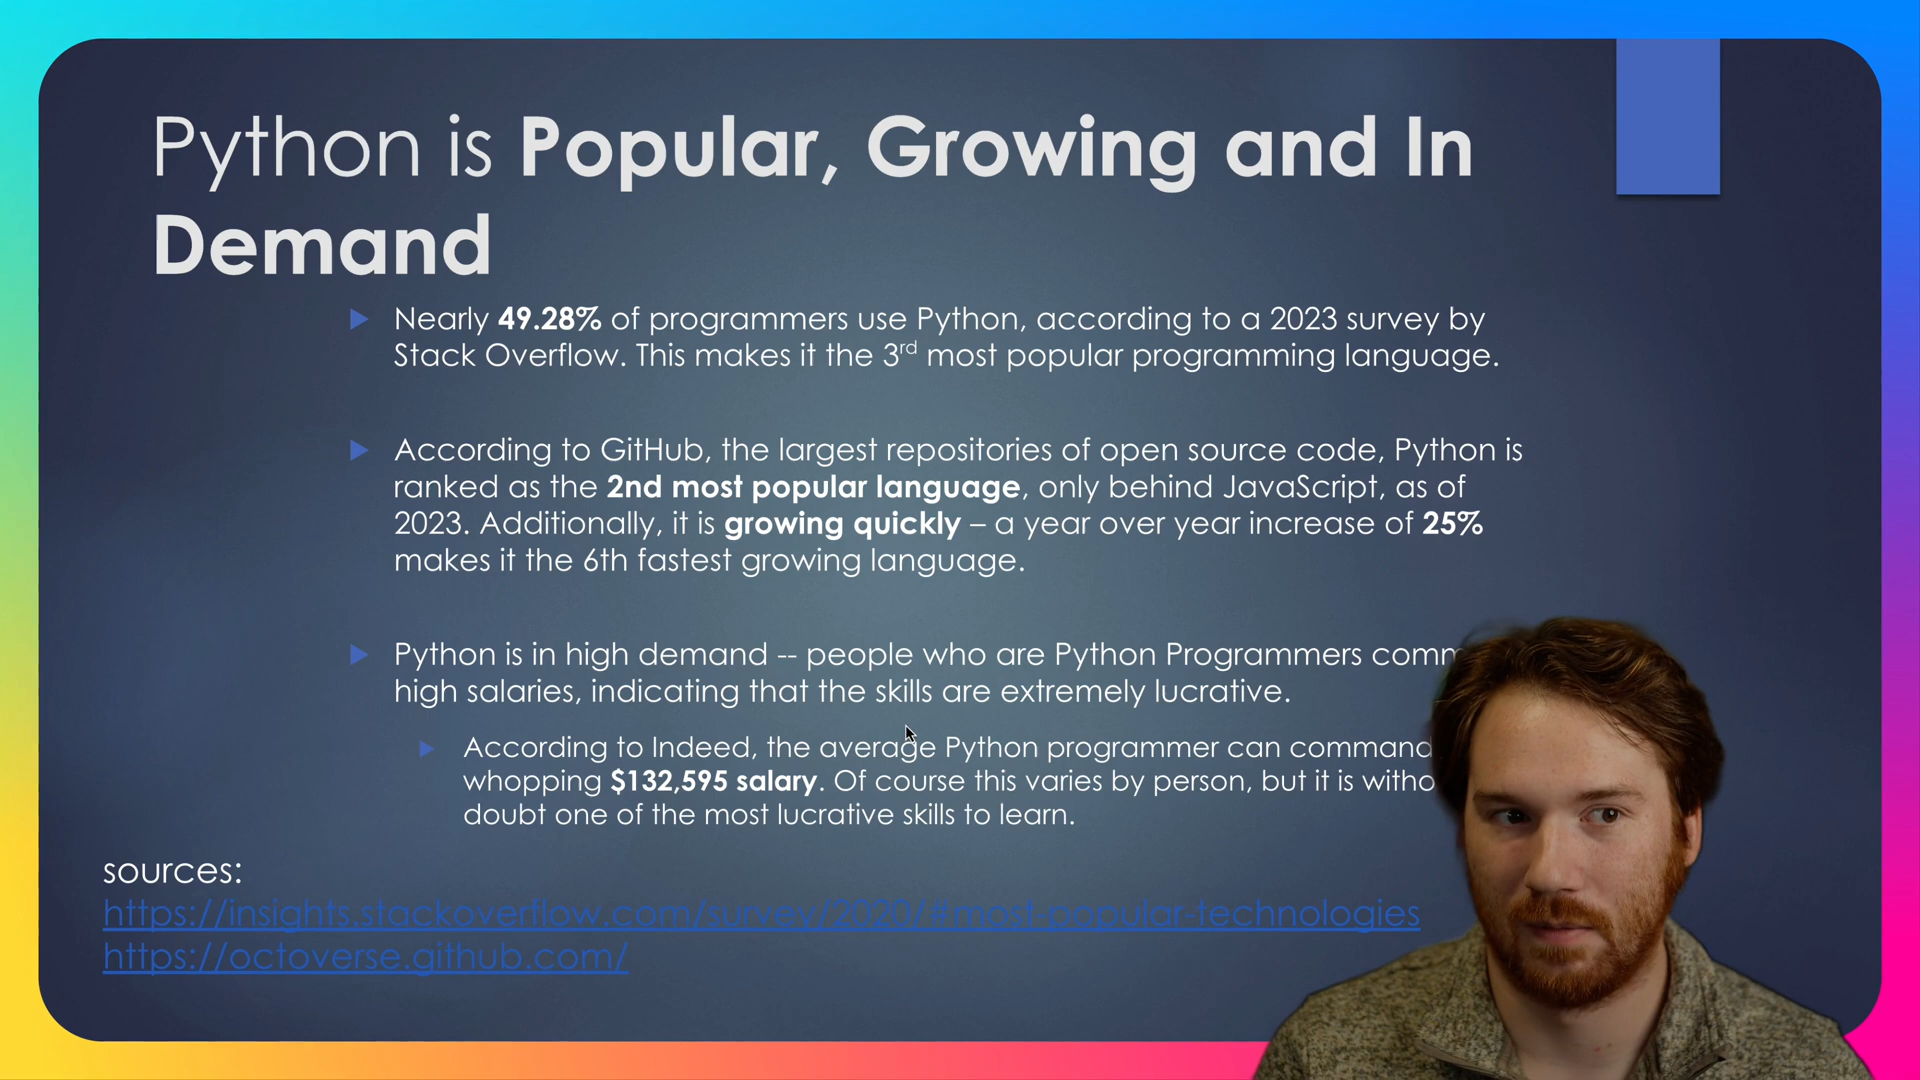 Python is Popular, Growing and In
Demand
Nearly 49.28% of programmers use Python, according to a 2023 survey by
Stack Overflow. This makes it the 3rd most popular programming language.
According to GitHub, the largest repositories of open source code, Python is
ranked as the 2nd most popular language, only behind JavaScript, as of
2023. Additionally, it is growing quickly – a year over year increase of 25%
makes it the 6th fastest growing language.
Python is in high demand -- people who are Python Programmers
high salaries, indicating that the skills are extremely lucrative.
According to Indeed, the average Python programmer can command
whopping $132,595 salary. Of course this varies by person, but it is
doubt one of the most lucrative skills to learn.
sources:
https://insights.stackoverflow.com/survey/2020/#most-popular-technologies
https://octoverse.github.com/